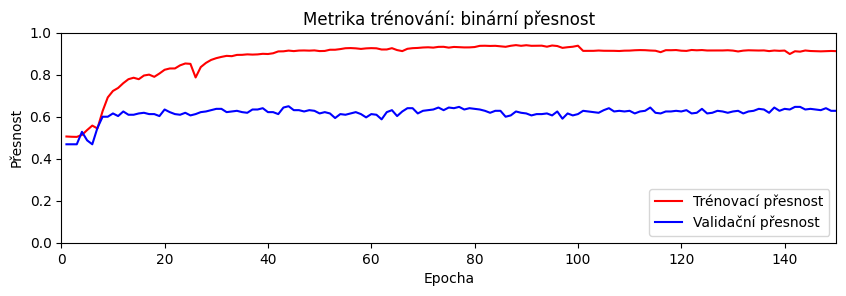 Metrika trénování: binární přesnost
Přesnost
1.0
0.8
0.6
0.4
0.2
0.0
0 20 40 60 80 100 120 140
Epocha
Trénovací přesnost
Validační přesnost